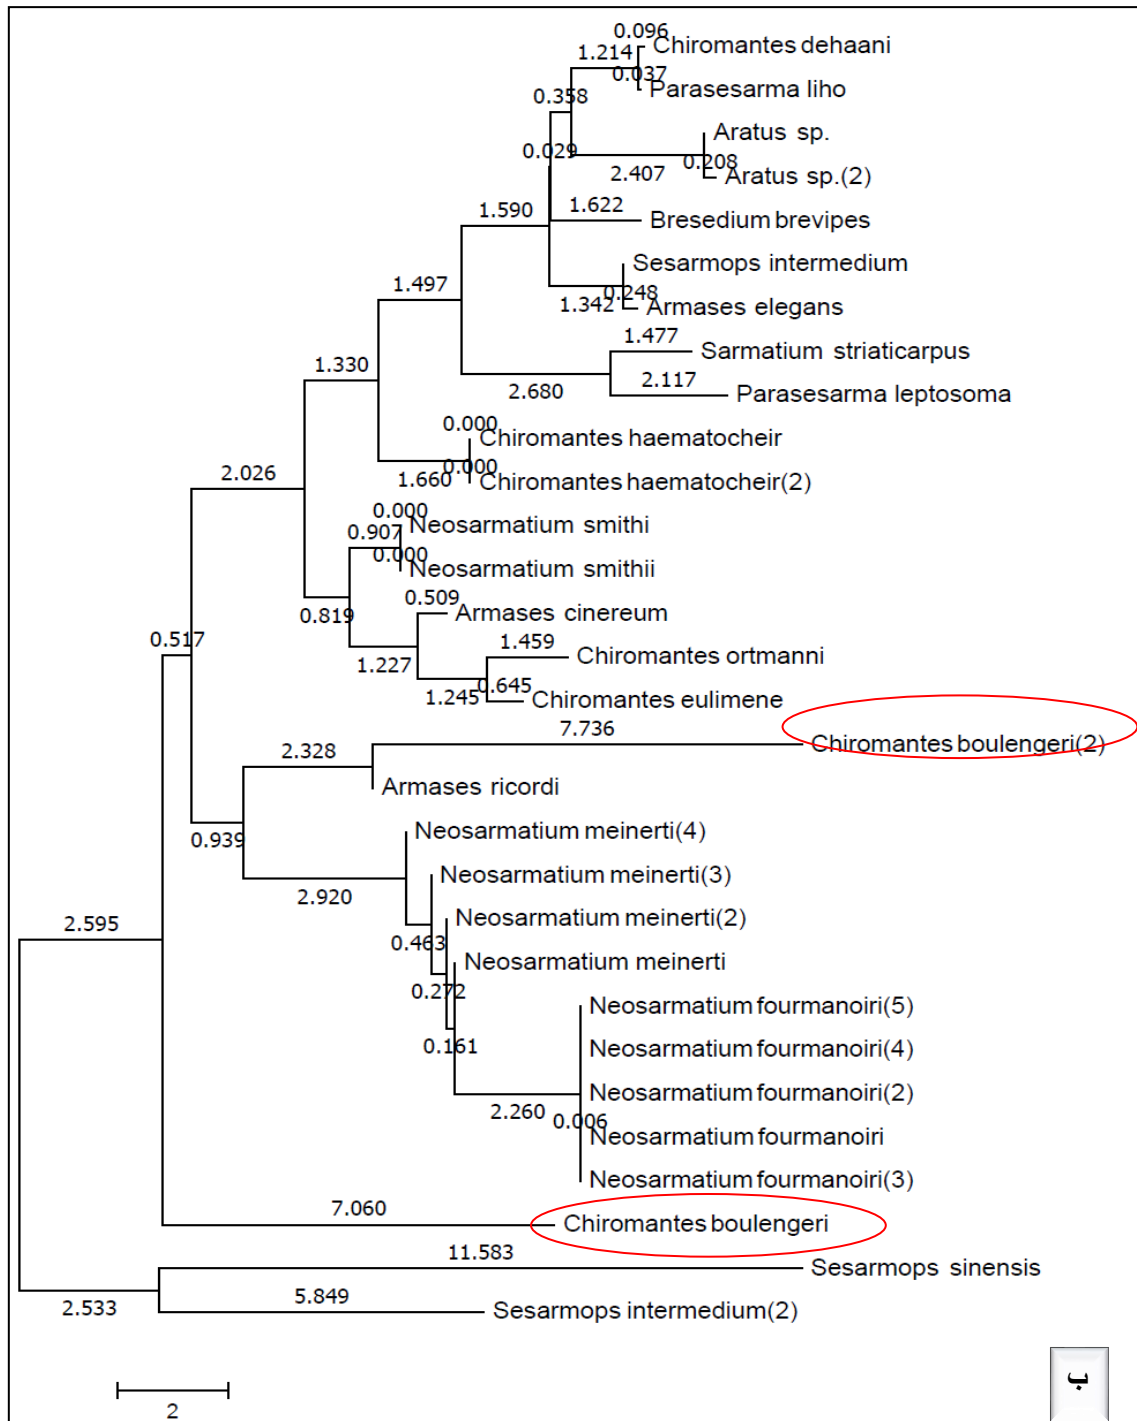 0.096
Chiromantes dehaani
1.214
0.037
Parasesarma liho
0.358
Aratus sp.
0.029
0.208
2.407
Aratus sp.(2)
1.590
1.622
Bresedium brevipes
Sesarmops intermedium
1.497
0.248
1.342
Armases elegans
1.477
Sarmatium striaticarpus
1.330
2.117
2.680
Parasesarma leptosoma
0.000
Chiromantes haematocheir
0.000
2.026
1.660
Chiromantes haematocheir(2)
0.000
Neosarmatium smithi
0.907
0.000
Neosarmatium smithii
0.509
0.819
Armases cinereum
0.517
1.459
1.227
Chiromantes ortmanni
0.645
1.245
Chiromantes eulimene
7.736
2.328
Chiromantes boulengeri(2)
Armases ricordi
0.939
Neosarmatium meinerti(4)
Neosarmatium meinerti(3)
2.920
2.595
Neosarmatium meinerti(2)
0.463
Neosarmatium meinerti
0.272
Neosarmatium fourmanoiri(5)
0.161
Neosarmatium fourmanoiri(4)
Neosarmatium fourmanoiri(2)
2.260
0.006
Neosarmatium fourmanoiri
Neosarmatium fourmanoiri(3)
7.060
Chiromantes boulengeri
11.583
Sesarmops sinensis
2.533
5.849
Sesarmops intermedium(2)
2
ب